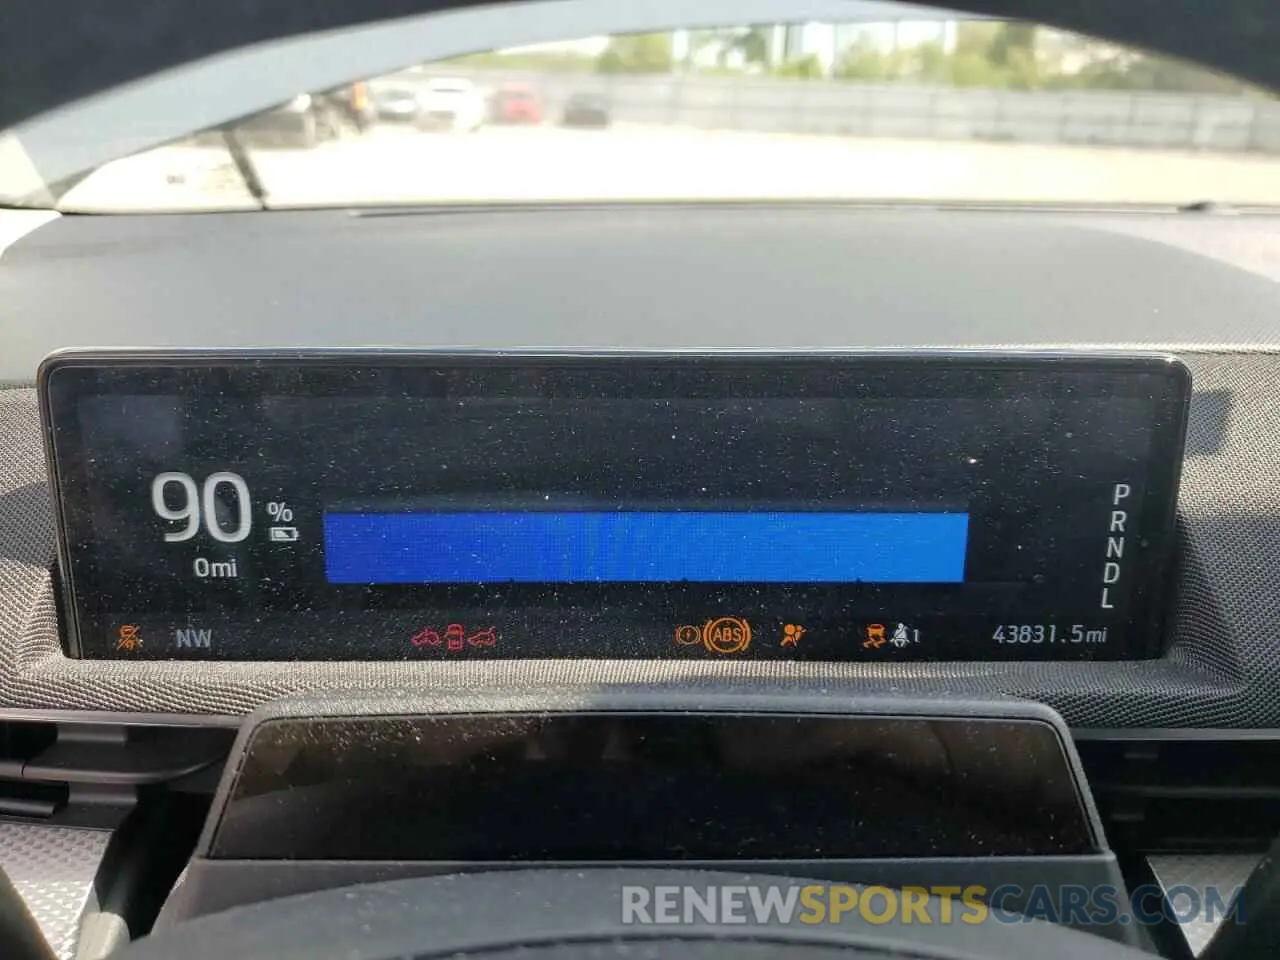 90 %
0mi
P
R
N
D
L
NW
ABS
1
43831.5mi
RENEWSPORTSCARS.COM